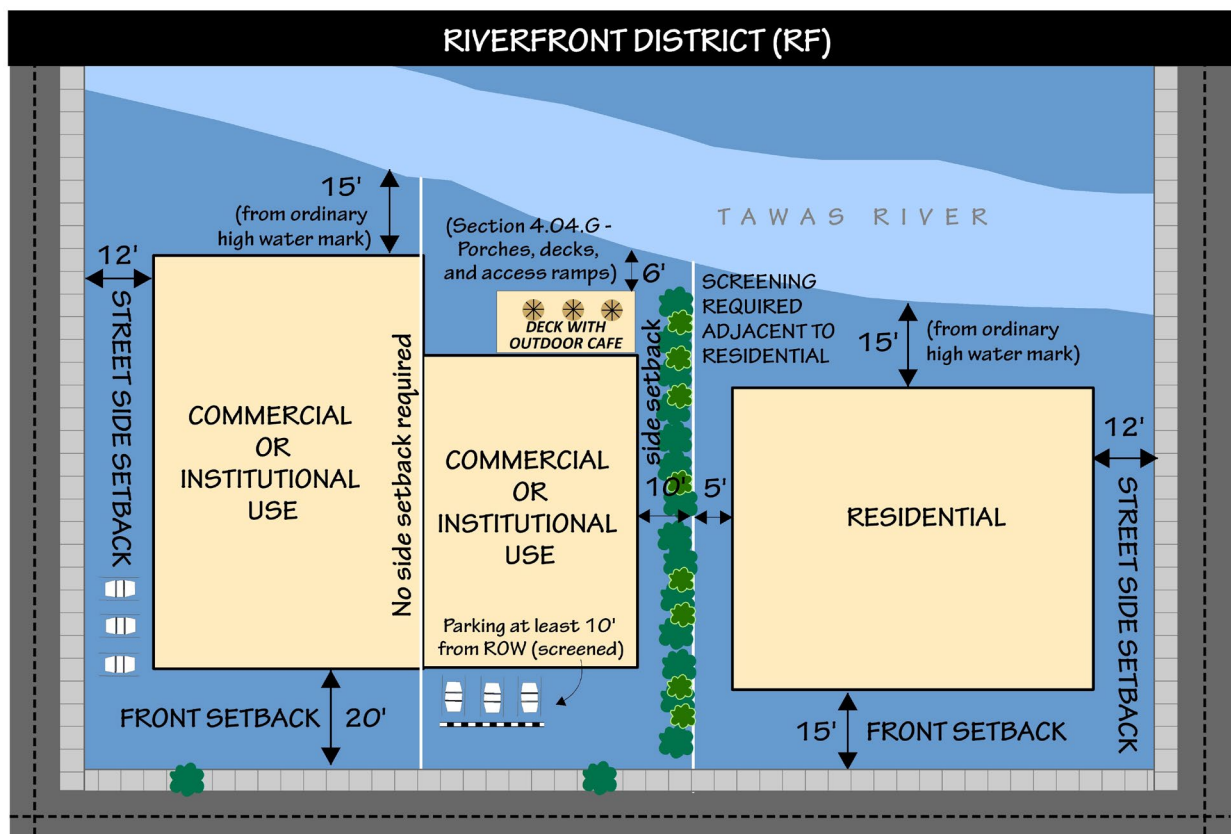 RIVERFRONT DISTRICT (RF)
TAWAS RIVER
15'
(from ordinary
high water mark)
(Section 4.04.G -
Porches, decks,
and access ramps)
6'
12'
STREET SIDE SETBACK
SCREENING
REQUIRED
ADJACENT TO
RESIDENTIAL
DECK WITH
OUTDOOR CAFE
15'
(from ordinary
high water mark)
No side setback required
side setback
10'
5'
COMMERCIAL
OR
INSTITUTIONAL
USE
COMMERCIAL
OR
INSTITUTIONAL
USE
RESIDENTIAL
12'
STREET SIDE SETBACK
Parking at least 10'
from ROW (screened)
FRONT SETBACK 20'
15' FRONT SETBACK